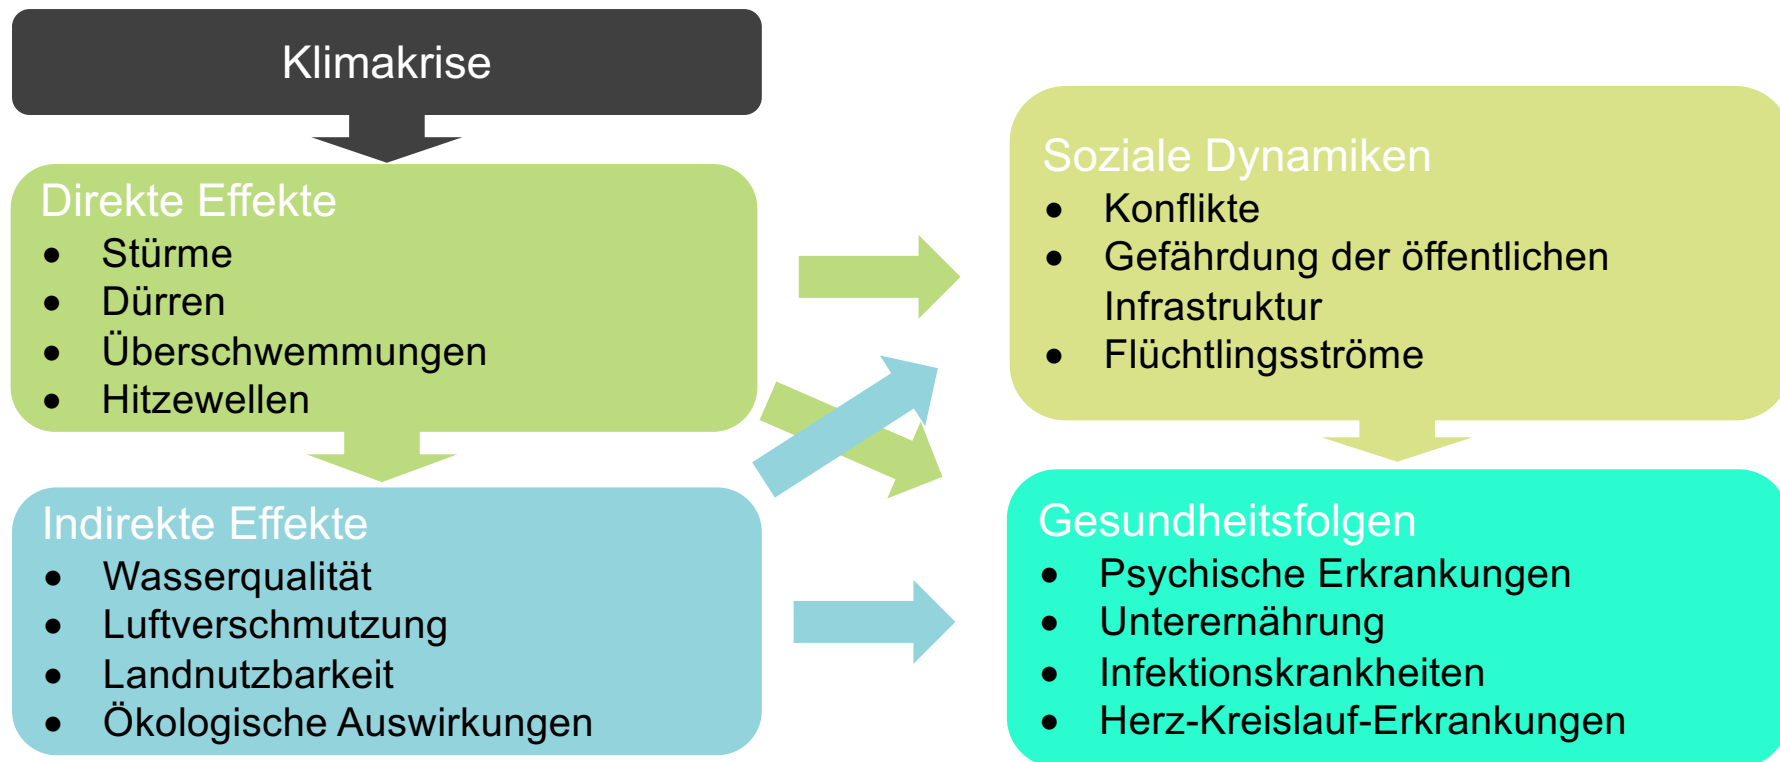 Klimakrise
Direkte Effekte
• Stürme
• Dürren
• Überschwemmungen
• Hitzewellen
Indirekte Effekte
• Wasserqualität
• Luftverschmutzung
• Landnutzbarkeit
• Ökologische Auswirkungen
Soziale Dynamiken
• Konflikte
• Gefährdung der öffentlichen
Infrastruktur
• Flüchtlingsströme
Gesundheitsfolgen
• Psychische Erkrankungen
• Unterernährung
• Infektionskrankheiten
• Herz-Kreislauf-Erkrankungen